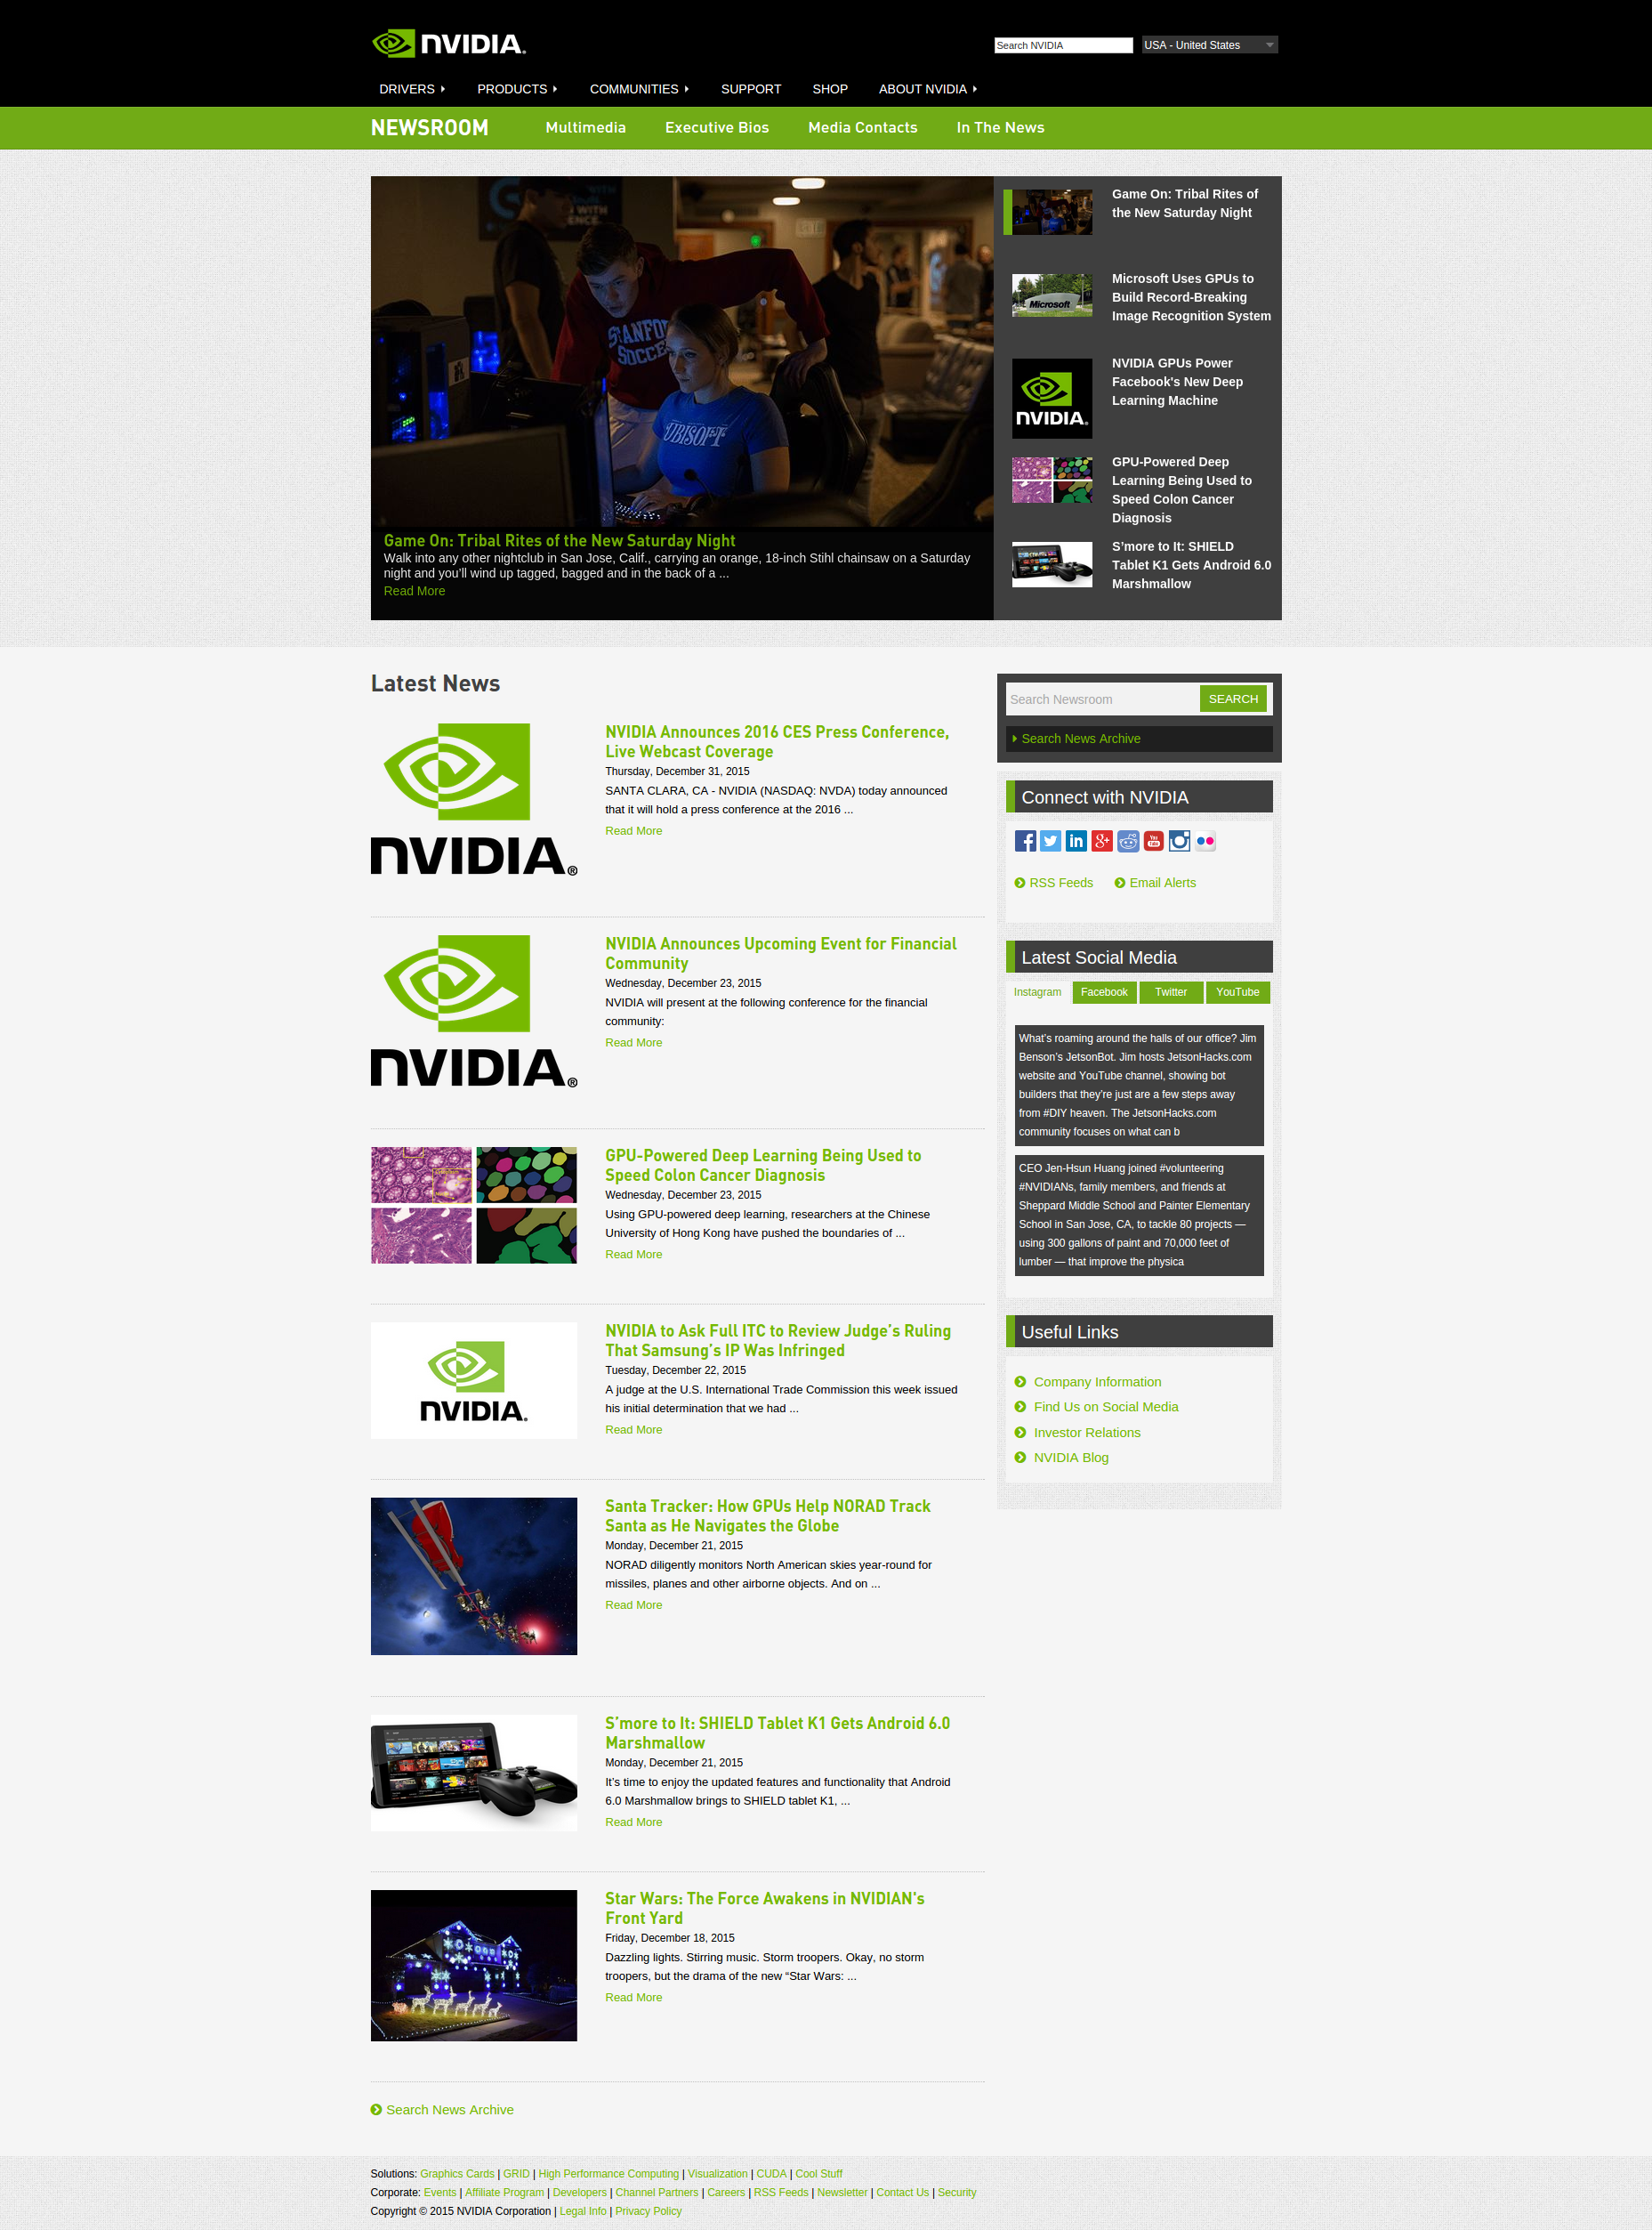 NVIDIA.
Search NVIDIA
USA - United States
DRIVERS
PRODUCTS
COMMUNITIES
SUPPORT
SHOP
ABOUT NVIDIA
NEWSROOM
Multimedia
Executive Bios
Media Contacts
In The News
STANFORD
SOCCER
UBISOFT
Game On: Tribal Rites of the New Saturday Night
Walk into any other nightclub in San Jose, Calif., carrying an orange, 18-inch Stihl chainsaw on a Saturday
night and you’ll wind up tagged, bagged and in the back of a ...
Read More
Game On: Tribal Rites of
the New Saturday Night
Microsoft
Microsoft Uses GPUs to
Build Record-Breaking
Image Recognition System
NVIDIA.
NVIDIA GPUs Power
Facebook's New Deep
Learning Machine
GPU-Powered Deep
Learning Being Used to
Speed Colon Cancer
Diagnosis
S’more to It: SHIELD
Tablet K1 Gets Android 6.0
Marshmallow
Latest News
NVIDIA®
NVIDIA Announces 2016 CES Press Conference,
Live Webcast Coverage
Thursday, December 31, 2015
SANTA CLARA, CA - NVIDIA (NASDAQ: NVDA) today announced
that it will hold a press conference at the 2016 ...
Read More
NVIDIA®
NVIDIA Announces Upcoming Event for Financial
Community
Wednesday, December 23, 2015
NVIDIA will present at the following conference for the financial
community:
Read More
GPU-Powered Deep Learning Being Used to
Speed Colon Cancer Diagnosis
Wednesday, December 23, 2015
Using GPU-powered deep learning, researchers at the Chinese
University of Hong Kong have pushed the boundaries of ...
Read More
NVIDIA.
NVIDIA to Ask Full ITC to Review Judge’s Ruling
That Samsung’s IP Was Infringed
Tuesday, December 22, 2015
A judge at the U.S. International Trade Commission this week issued
his initial determination that we had ...
Read More
Santa Tracker: How GPUs Help NORAD Track
Santa as He Navigates the Globe
Monday, December 21, 2015
NORAD diligently monitors North American skies year-round for
missiles, planes and other airborne objects. And on ...
Read More
S’more to It: SHIELD Tablet K1 Gets Android 6.0
Marshmallow
Monday, December 21, 2015
It’s time to enjoy the updated features and functionality that Android
6.0 Marshmallow brings to SHIELD tablet K1, ...
Read More
Star Wars: The Force Awakens in NVIDIAN's
Front Yard
Friday, December 18, 2015
Dazzling lights. Stirring music. Storm troopers. Okay, no storm
troopers, but the drama of the new “Star Wars: ...
Read More
Search News Archive
Search Newsroom
SEARCH
Search News Archive
Connect with NVIDIA
RSS Feeds
Email Alerts
Latest Social Media
Instagram
Facebook
Twitter
YouTube
What’s roaming around the halls of our office? Jim
Benson’s JetsonBot. Jim hosts JetsonHacks.com
website and YouTube channel, showing bot
builders that they’re just are a few steps away
from #DIY heaven. The JetsonHacks.com
community focuses on what can b
CEO Jen-Hsun Huang joined #volunteering
#NVIDIANs, family members, and friends at
Sheppard Middle School and Painter Elementary
School in San Jose, CA, to tackle 80 projects —
using 300 gallons of paint and 70,000 feet of
lumber — that improve the physica
Useful Links
Company Information
Find Us on Social Media
Investor Relations
NVIDIA Blog
Solutions: Graphics Cards | GRID | High Performance Computing | Visualization | CUDA | Cool Stuff
Corporate: Events | Affiliate Program | Developers | Channel Partners | Careers | RSS Feeds | Newsletter | Contact Us | Security
Copyright © 2015 NVIDIA Corporation | Legal Info | Privacy Policy